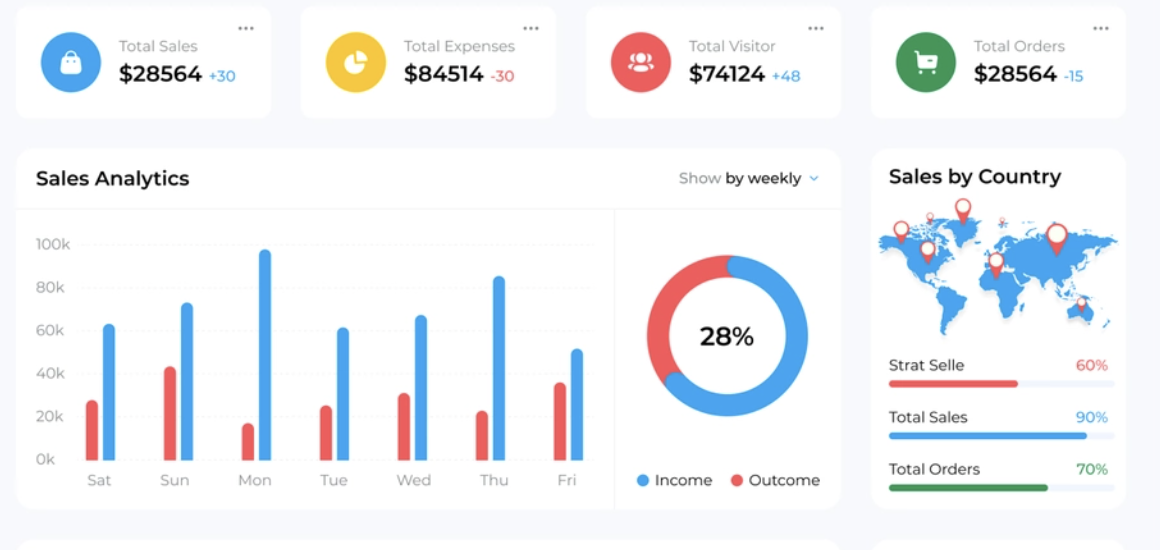 Total Sales
$28564 +30
Total Expenses
$84514 -30
Total Visitor
$74124 +48
Total Orders
$28564 -15
Sales Analytics
Show by weekly
100k
80k
60k
40k
20k
0k
Sat Sun Mon Tue Wed Thu Fri
28%
Income Outcome
Sales by Country
Strat Selle 60%
Total Sales 90%
Total Orders 70%